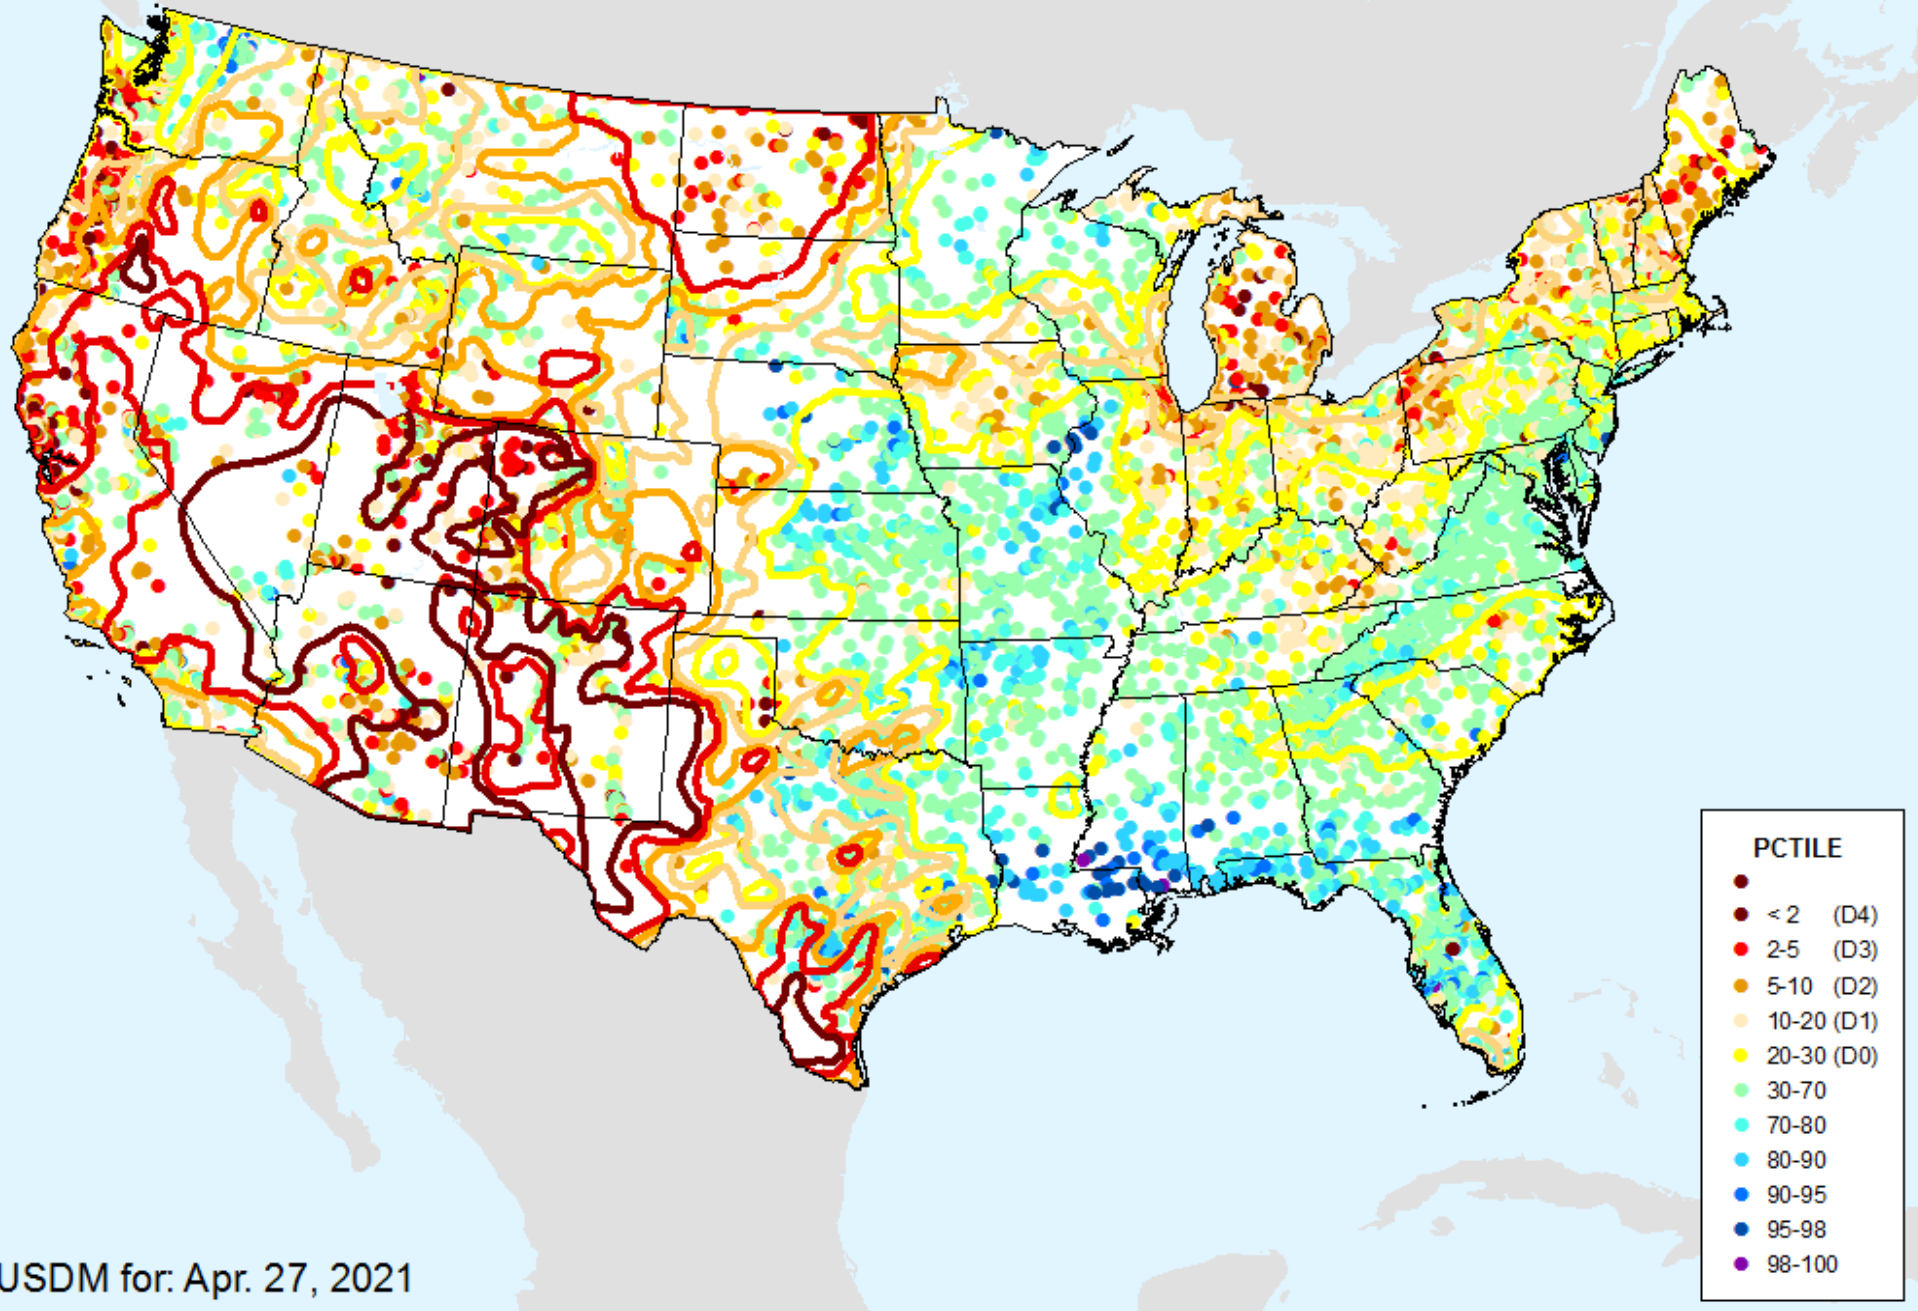 PCTILE
< 2 (D4)
2-5 (D3)
5-10 (D2)
10-20 (D1)
20-30 (D0)
30-70
70-80
80-90
90-95
95-98
98-100
USDM for: Apr. 27, 2021